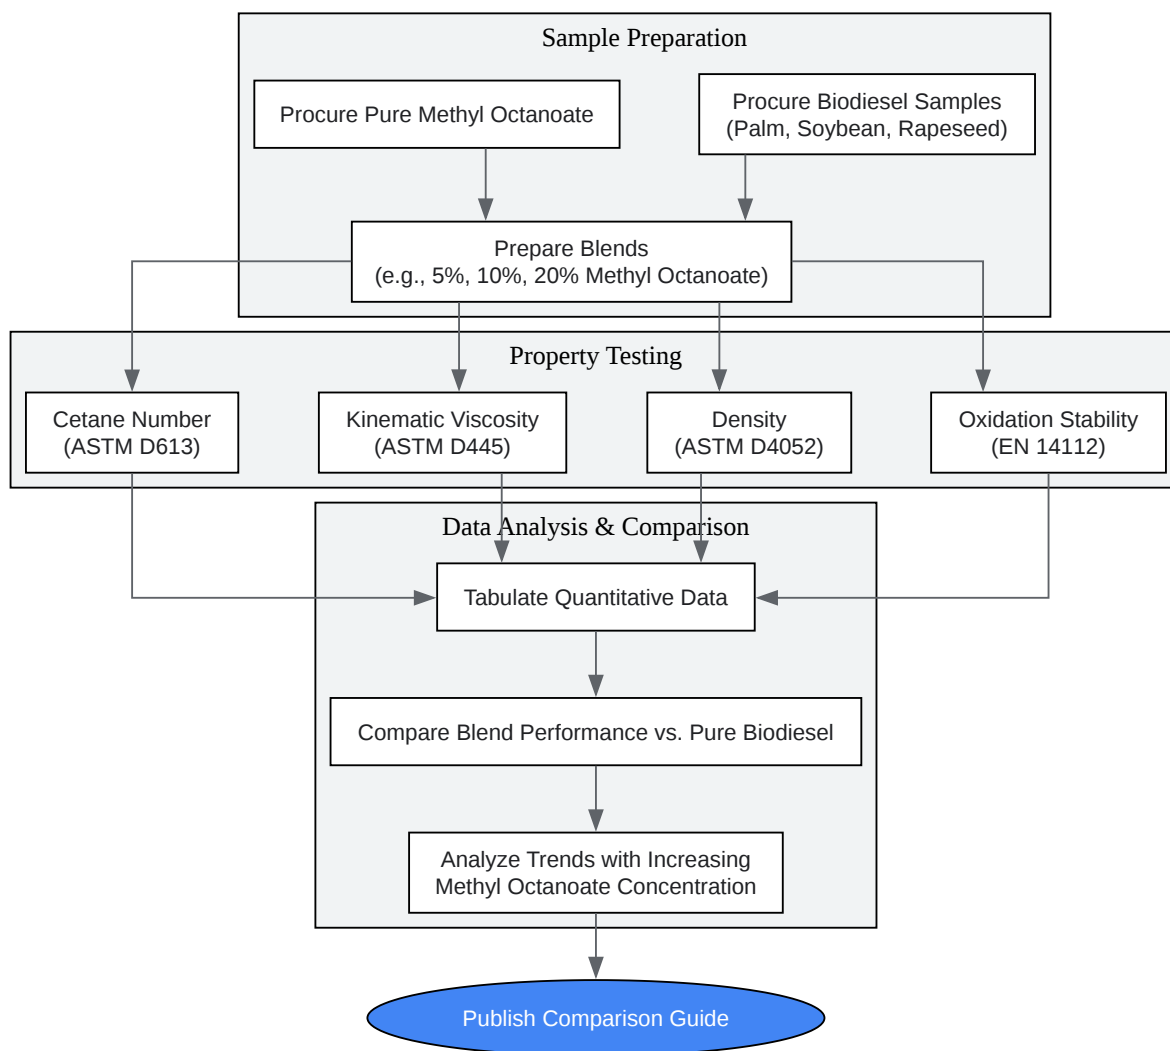 Sample Preparation
Procure Pure Methyl Octanoate
Procure Biodiesel Samples
(Palm, Soybean, Rapeseed)
Prepare Blends
(e.g., 5%, 10%, 20% Methyl Octanoate)
Property Testing
Cetane Number
(ASTM D613)
Kinematic Viscosity
(ASTM D445)
Density
(ASTM D4052)
Oxidation Stability
(EN 14112)
Data Analysis & Comparison
Tabulate Quantitative Data
Compare Blend Performance vs. Pure Biodiesel
Analyze Trends with Increasing
Methyl Octanoate Concentration
Publish Comparison Guide